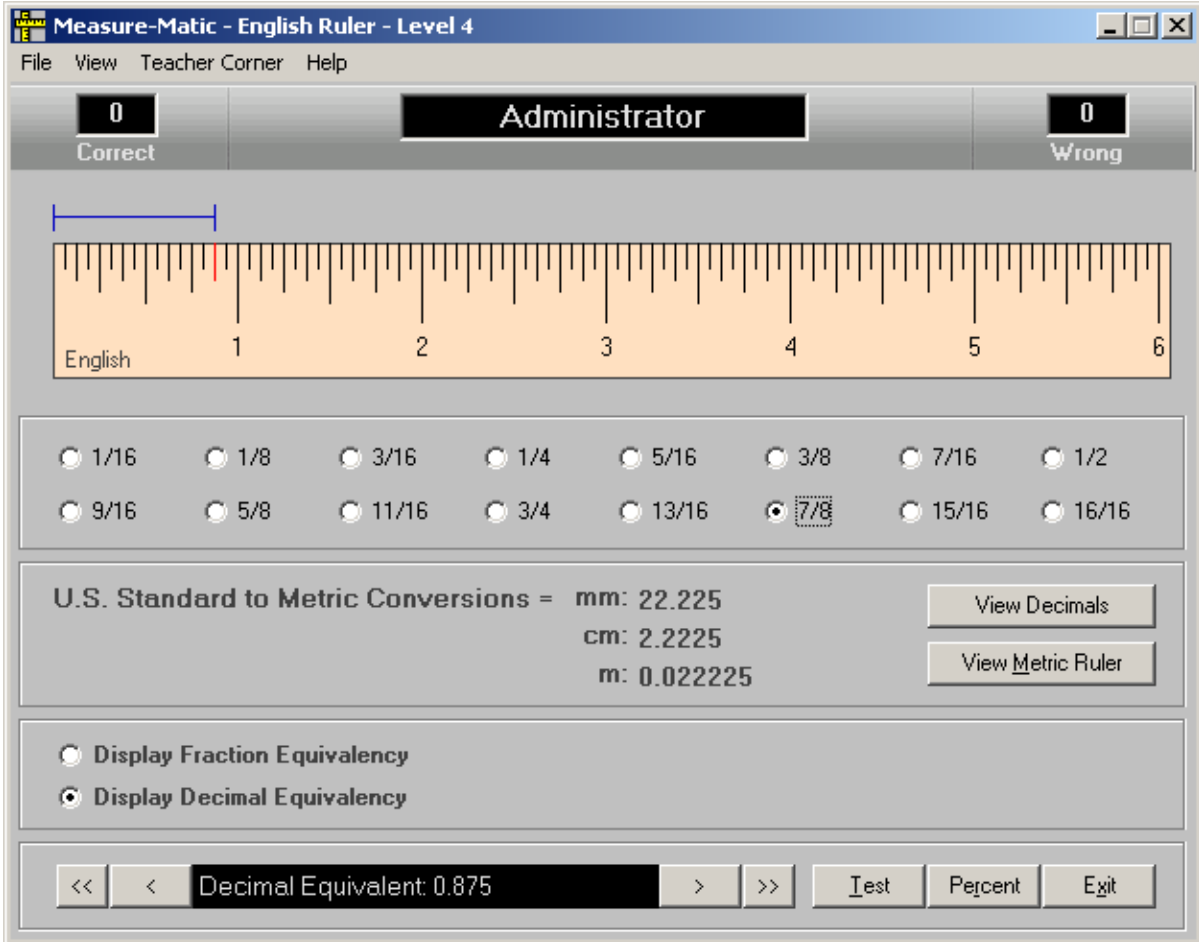 Measure-Matic - English Ruler - Level 4
File View Teacher Corner Help
0 Administrator 0
Correct Wrong
1 2 3 4 5 6
English
1/16 1/8 3/16 1/4 5/16 3/8 7/16 1/2
9/16 5/8 11/16 3/4 13/16 7/8 15/16 16/16
U.S. Standard to Metric Conversions = mm: 22.225 View Decimals
cm: 2.2225
m: 0.022225 View Metric Ruler
Display Fraction Equivalency
Display Decimal Equivalency
<< < Decimal Equivalent: 0.875 > >> Test Percent Exit